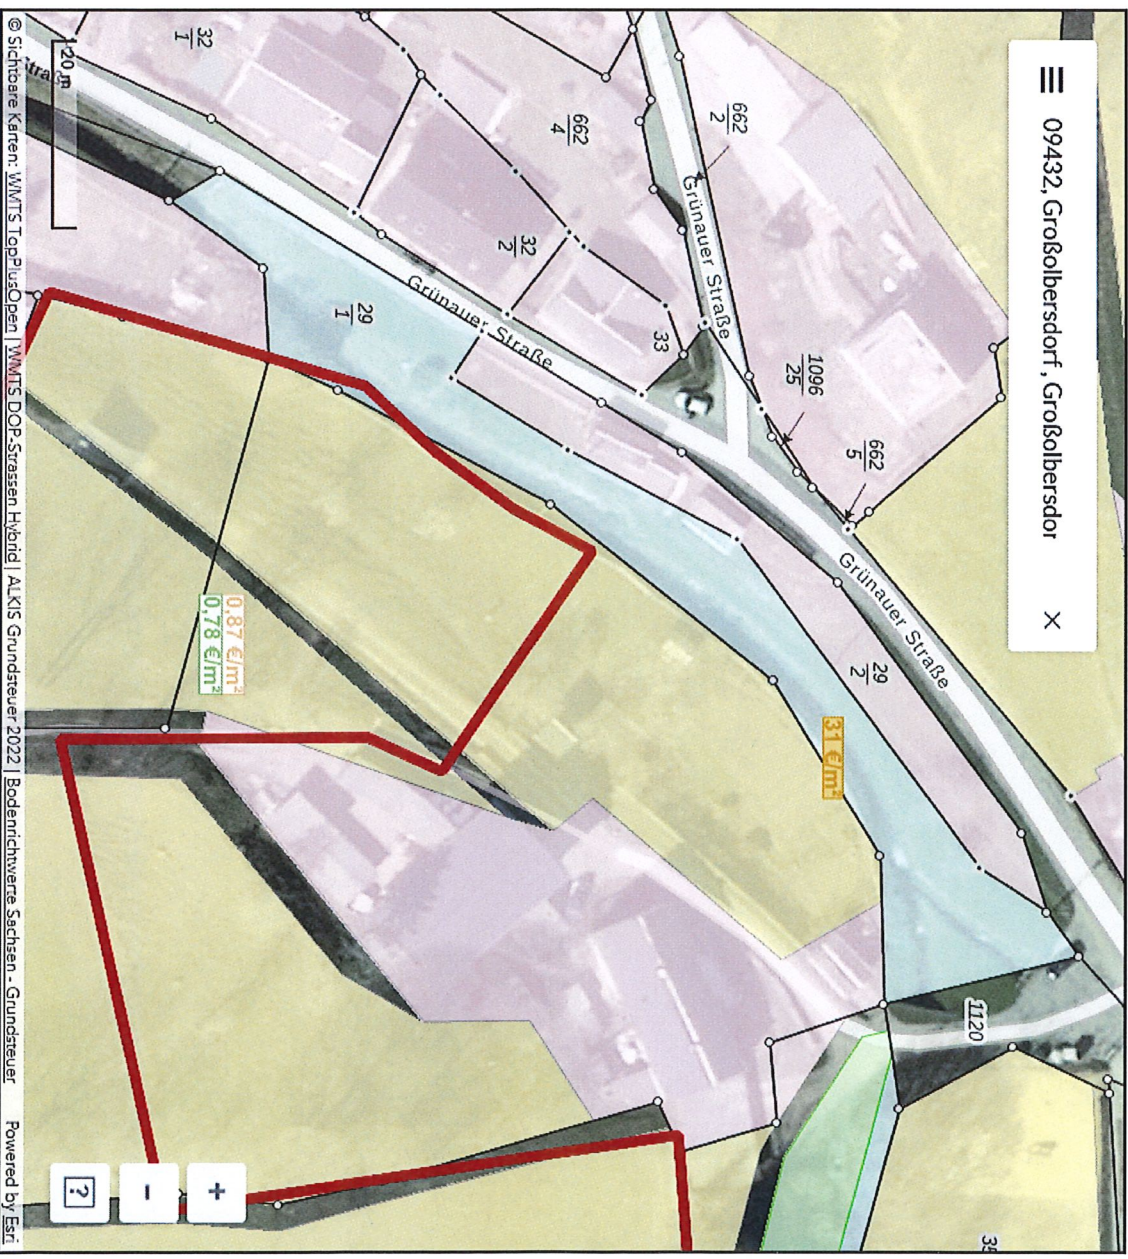 09432, Großolbersdorf , Großolbersdor
662
2
1096
25
662
5
Grünauer Straße
662
4
33
32
2
32
1
Grünauer Straße
Grünauer Straße
29
1
29
2
31 €/m²
1120
0,87 €/m²
0,78 €/m²
20 m
+
−
?
© Sichtbare Karten: WMTS TopPlusOpen | WMTS DOP-Strassen Hybrid | ALKIS Grundsteuer 2022 | Bodenrichtwerte Sachsen - Grundsteuer
Powered by Esri